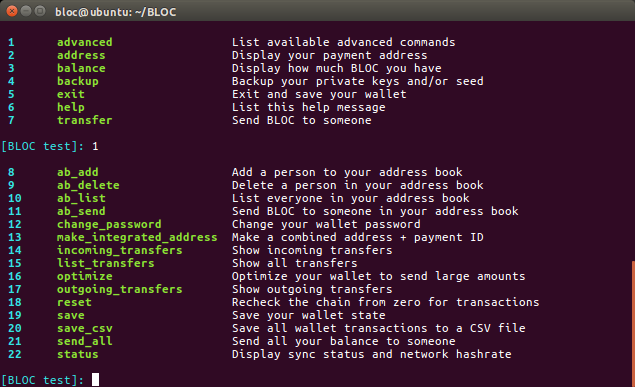 bloc@ubuntu: ~/BLOC
1 advanced List available advanced commands
2 address Display your payment address
3 balance Display how much BLOC you have
4 backup Backup your private keys and/or seed
5 exit Exit and save your wallet
6 help List this help message
7 transfer Send BLOC to someone
[BLOC test]: 1
8 ab_add Add a person to your address book
9 ab_delete Delete a person in your address book
10 ab_list List everyone in your address book
11 ab_send Send BLOC to someone in your address book
12 change_password Change your wallet password
13 make_integrated_address Make a combined address + payment ID
14 incoming_transfers Show incoming transfers
15 list_transfers Show all transfers
16 optimize Optimize your wallet to send large amounts
17 outgoing_transfers Show outgoing transfers
18 reset Recheck the chain from zero for transactions
19 save Save your wallet state
20 save_csv Save all wallet transactions to a CSV file
21 send_all Send all your balance to someone
22 status Display sync status and network hashrate
[BLOC test]: